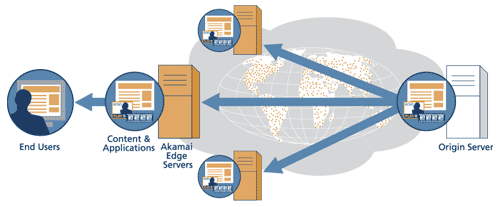 End Users
Content &
Applications
Akamai
Edge
Servers
Origin Server